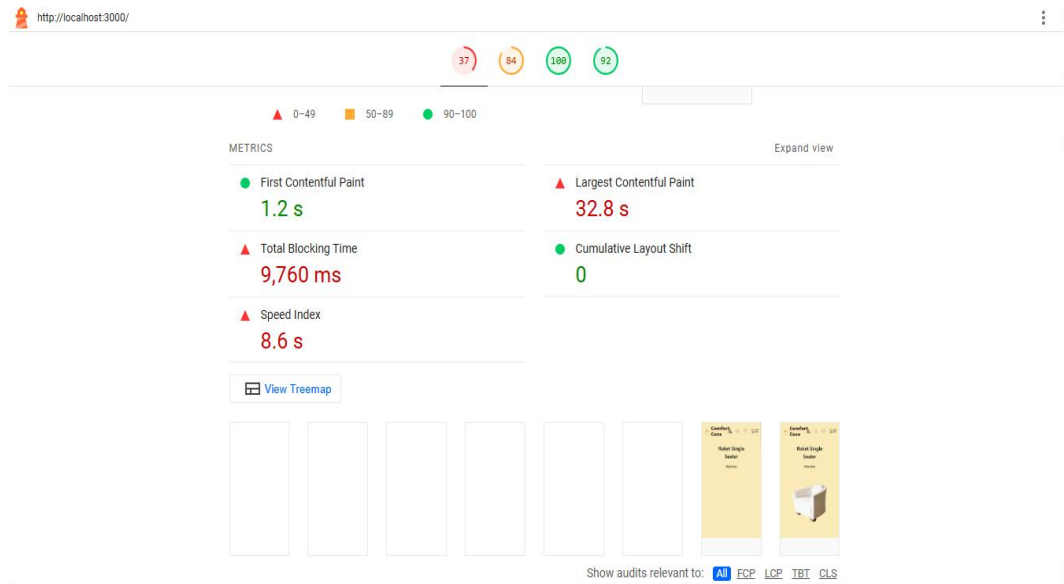 http://localhost:3000/
37 84 100 92
0–49 50–89 90–100
METRICS
Expand view
First Contentful Paint
1.2 s
Largest Contentful Paint
32.8 s
Total Blocking Time
9,760 ms
Cumulative Layout Shift
0
Speed Index
8.6 s
View Treemap
Comfort
Cove
Roket Single
Seater
Comfort
Cove
Roket Single
Seater
Show audits relevant to: All FCP LCP TBT CLS